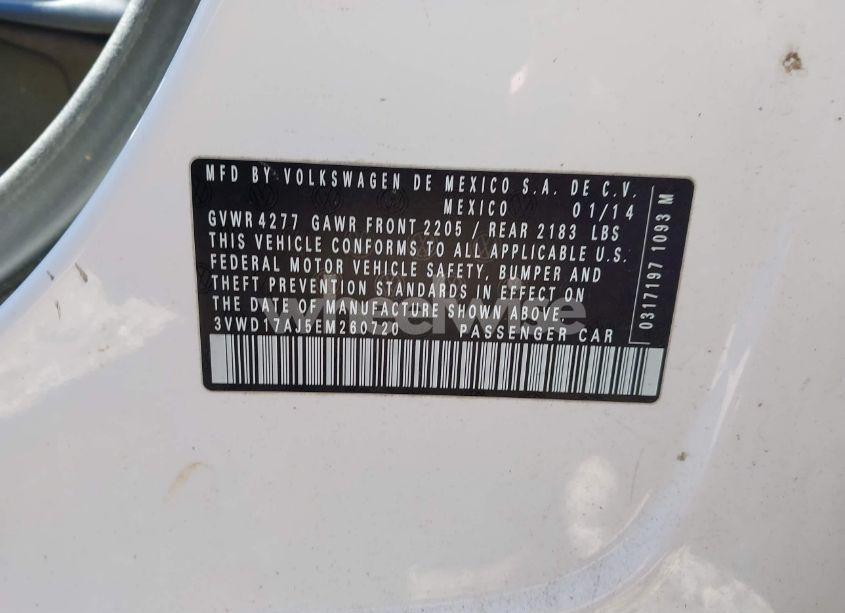 MFD BY VOLKSWAGEN DE MEXICO S.A. DE C.V.
MEXICO 01/14
GVWR 4277 GAWR FRONT 2205 / REAR 2183 LBS
THIS VEHICLE CONFORMS TO ALL APPLICABLE U.S.
FEDERAL MOTOR VEHICLE SAFETY, BUMPER AND
THEFT PREVENTION STANDARDS IN EFFECT ON
THE DATE OF MANUFACTURE SHOWN ABOVE.
3VWD17AJ5EM260720 PASSENGER CAR
0317197 1093 M
wheelwire